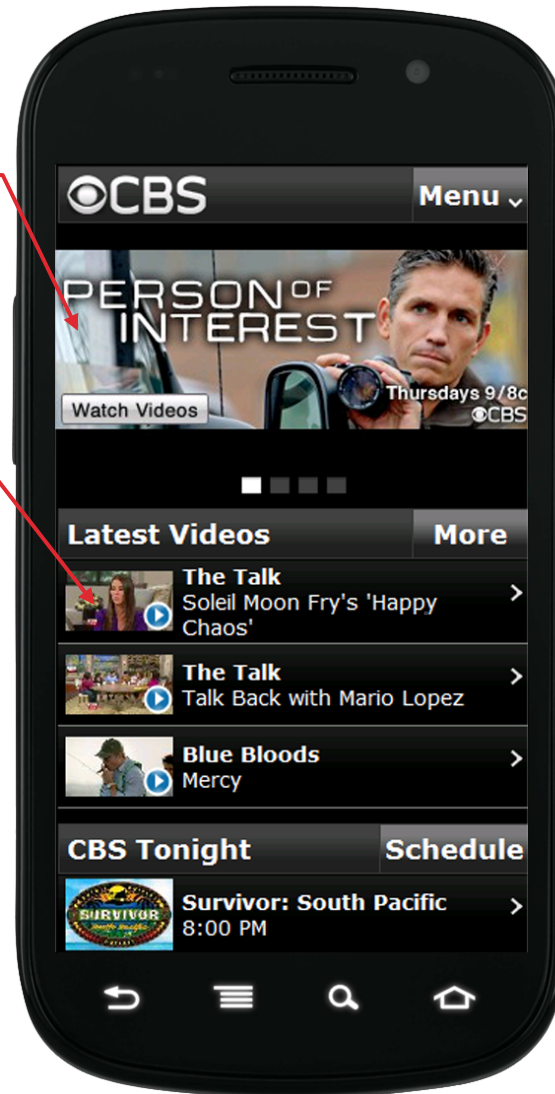 CBS
Menu
PERSON OF
INTEREST
Thursdays 9/8c
Watch Videos
CBS
Latest Videos
More
The Talk
Soleil Moon Fry's 'Happy
Chaos'
The Talk
Talk Back with Mario Lopez
Blue Bloods
Mercy
CBS Tonight
Schedule
SURVIVOR
South Pacific
Survivor: South Pacific
8:00 PM